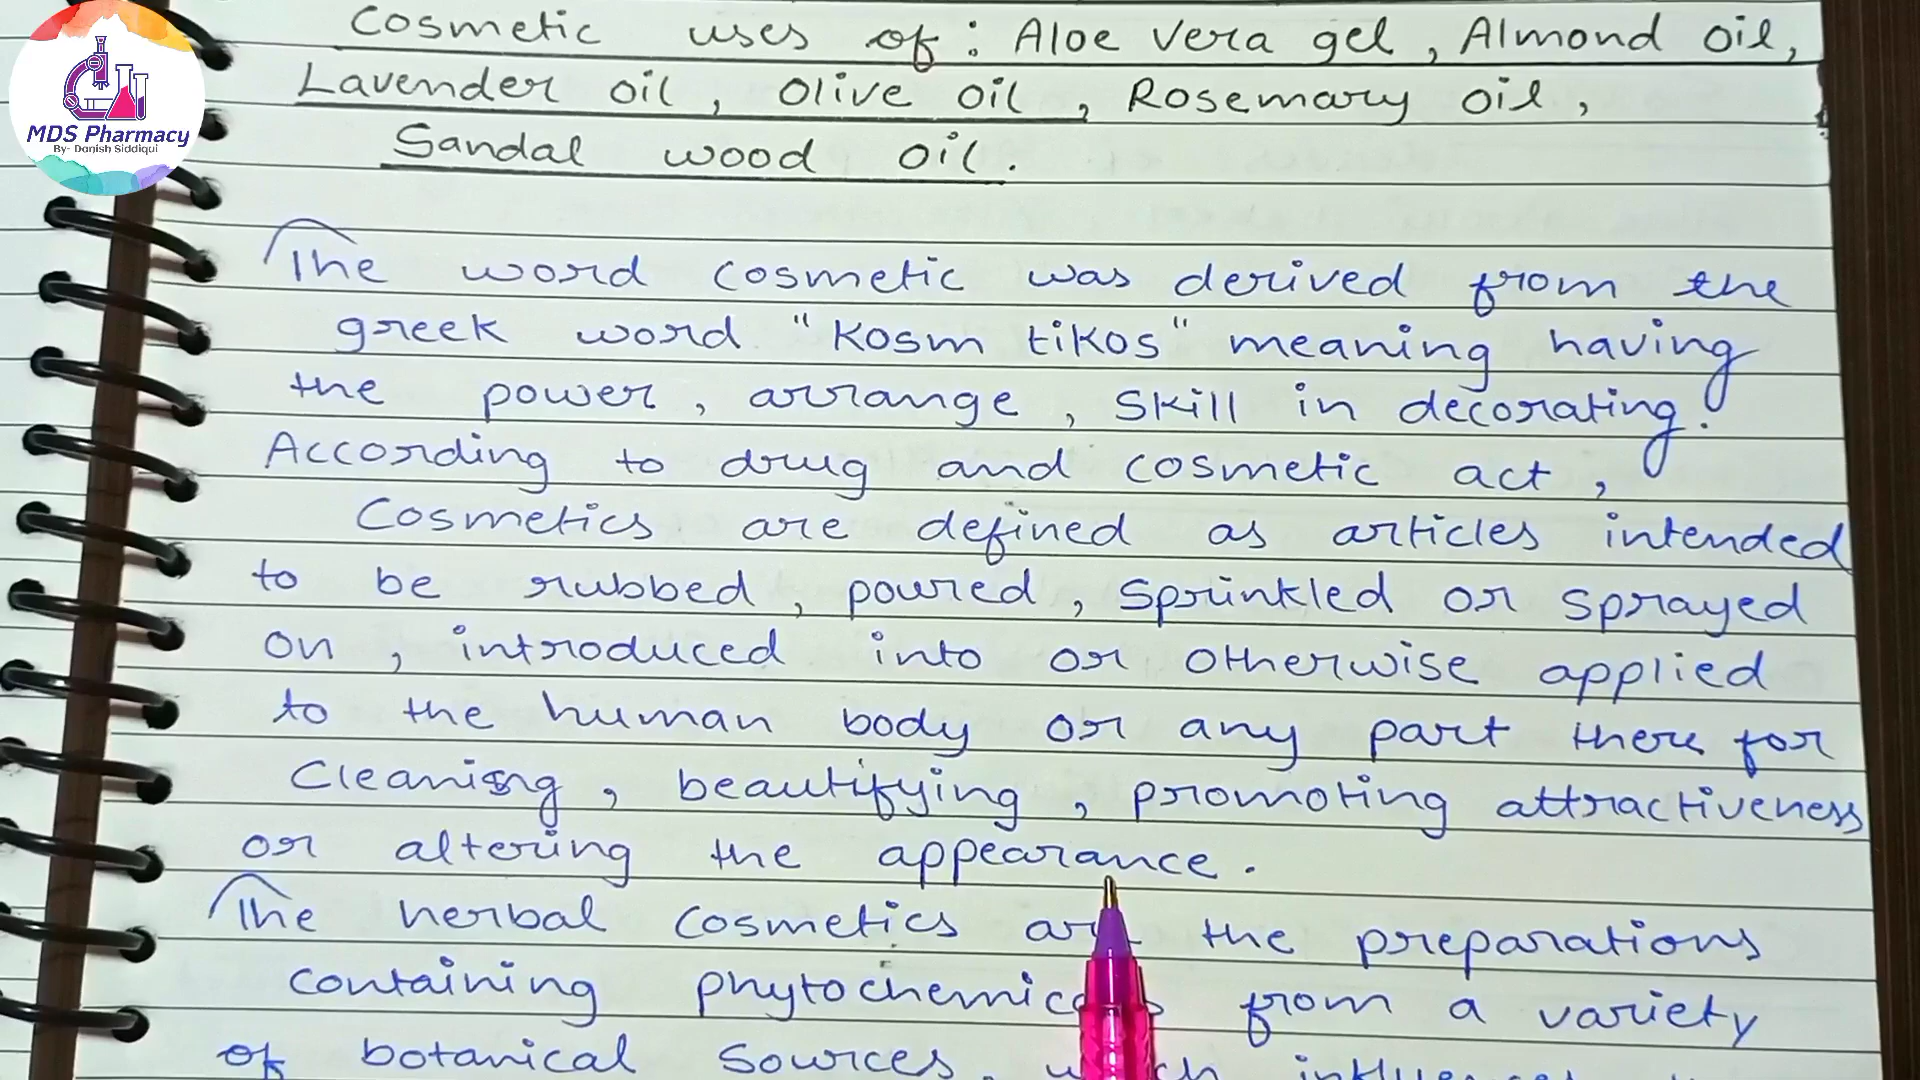 Cosmetic uses of : Aloe vera gel, Almond oil,
Lavender oil, Olive oil, Rosemary oil,
Sandal wood oil.
MDS Pharmacy
By- Danish Siddiqui
The word cosmetic was derived from the
greek word "Kosm tikos" meaning having
the power, arrange, skill in decorating.
According to drug and cosmetic act,
Cosmetics are defined as articles intended
to be rubbed, poured, sprinkled or sprayed
on, introduced into or otherwise applied
to the human body or any part there for
Cleanisng, beautifying, promoting attractiveness
or altering the appearance.
The herbal cosmetics are the preparations
containing phytochemicals from a variety
of botanical sources,